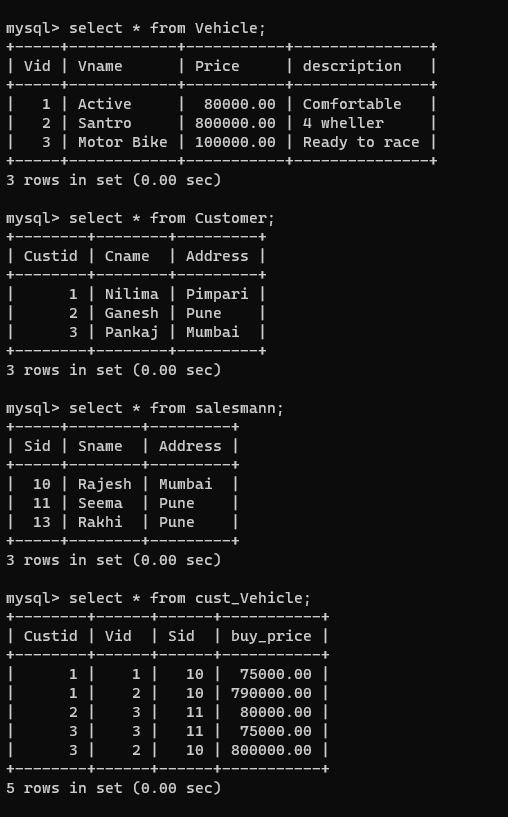 mysql> select * from Vehicle;
+-----+------------+-----------+---------------+
| Vid | Vname      | Price     | description   |
+-----+------------+-----------+---------------+
|   1 | Active     |  80000.00 | Comfortable   |
|   2 | Santro     | 800000.00 | 4 wheller     |
|   3 | Motor Bike | 100000.00 | Ready to race |
+-----+------------+-----------+---------------+
3 rows in set (0.00 sec)

mysql> select * from Customer;
+--------+--------+---------+
| Custid | Cname  | Address |
+--------+--------+---------+
|      1 | Nilima | Pimpari |
|      2 | Ganesh | Pune    |
|      3 | Pankaj | Mumbai  |
+--------+--------+---------+
3 rows in set (0.00 sec)

mysql> select * from salesmann;
+-----+--------+---------+
| Sid | Sname  | Address |
+-----+--------+---------+
|  10 | Rajesh | Mumbai  |
|  11 | Seema  | Pune    |
|  13 | Rakhi  | Pune    |
+-----+--------+---------+
3 rows in set (0.00 sec)

mysql> select * from cust_Vehicle;
+--------+------+------+-----------+
| Custid | Vid  | Sid  | buy_price |
+--------+------+------+-----------+
|      1 |    1 |   10 |  75000.00 |
|      1 |    2 |   10 | 790000.00 |
|      2 |    3 |   11 |  80000.00 |
|      3 |    3 |   11 |  75000.00 |
|      3 |    2 |   10 | 800000.00 |
+--------+------+------+-----------+
5 rows in set (0.00 sec)